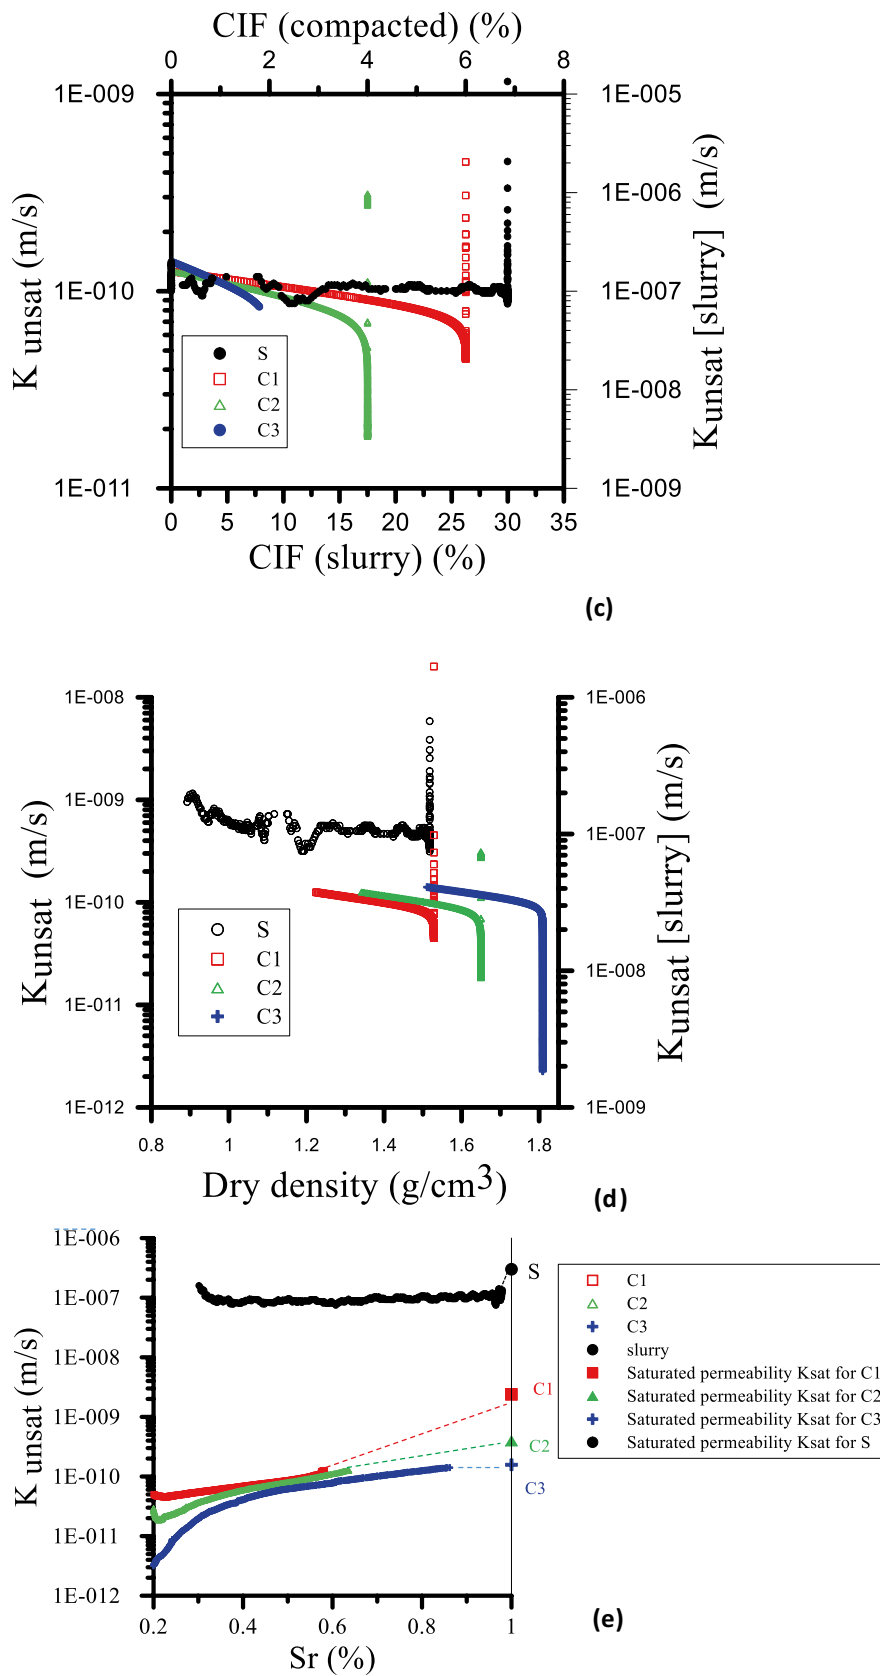 CIF (compacted) (%)
0 2 4 6 8
1E-009 1E-005
1E-006
1E-010 1E-007
1E-008
1E-011 1E-009
K unsat (m/s)
Kunsat [slurry] (m/s)
S
C1
C2
C3
0 5 10 15 20 25 30 35
CIF (slurry) (%)
(c)
1E-008 1E-006
1E-009
1E-007
1E-010
1E-008
1E-011
1E-012 1E-009
Kunsat (m/s)
Kunsat [slurry] (m/s)
S
C1
C2
C3
0.8 1 1.2 1.4 1.6 1.8
Dry density (g/cm3)
(d)
1E-006
1E-007
1E-008
1E-009
1E-010
1E-011
1E-012
K unsat (m/s)
S
C1
C2
C3
C1
C2
C3
slurry
Saturated permeability Ksat for C1
Saturated permeability Ksat for C2
Saturated permeability Ksat for C3
Saturated permeability Ksat for S
0.2 0.4 0.6 0.8 1
Sr (%)
(e)